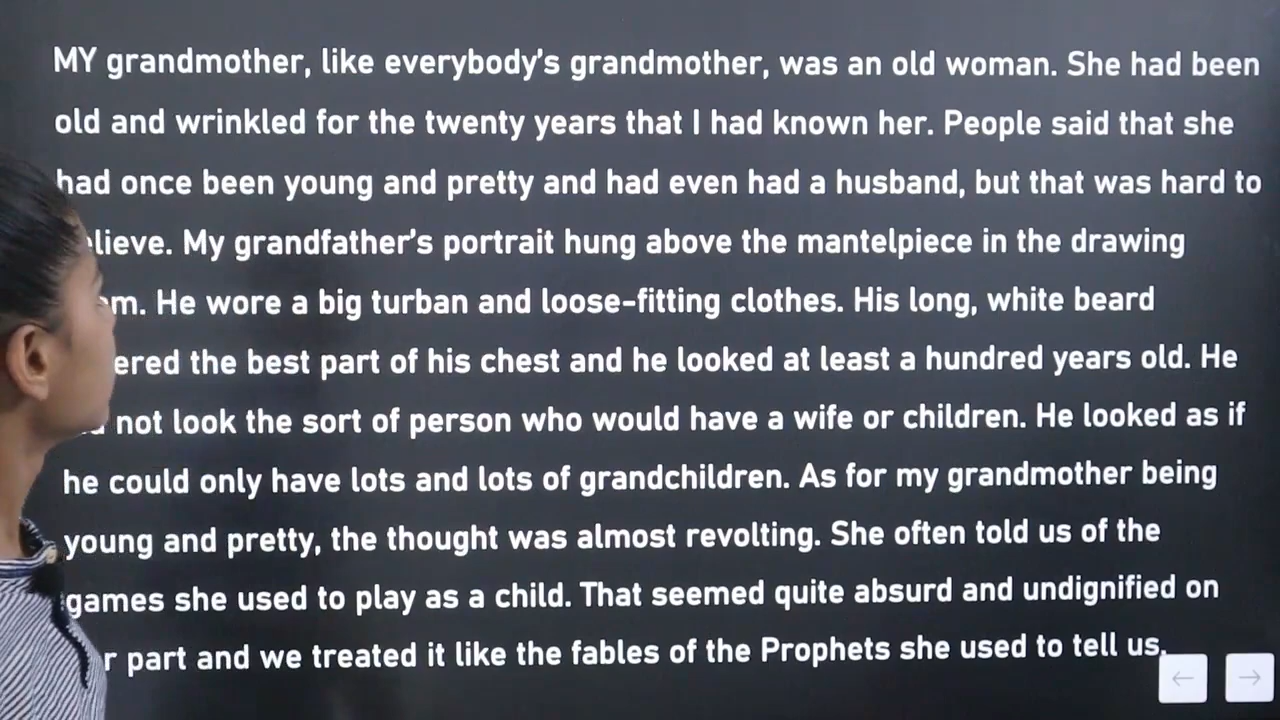 MY grandmother, like everybody's grandmother, was an old woman. She had been
old and wrinkled for the twenty years that I had known her. People said that she
had once been young and pretty and had even had a husband, but that was hard to
lieve. My grandfather's portrait hung above the mantelpiece in the drawing
m. He wore a big turban and loose-fitting clothes. His long, white beard
ered the best part of his chest and he looked at least a hundred years old. He
not look the sort of person who would have a wife or children. He looked as if
he could only have lots and lots of grandchildren. As for my grandmother being
young and pretty, the thought was almost revolting. She often told us of the
games she used to play as a child. That seemed quite absurd and undignified on
r part and we treated it like the fables of the Prophets she used to tell us.